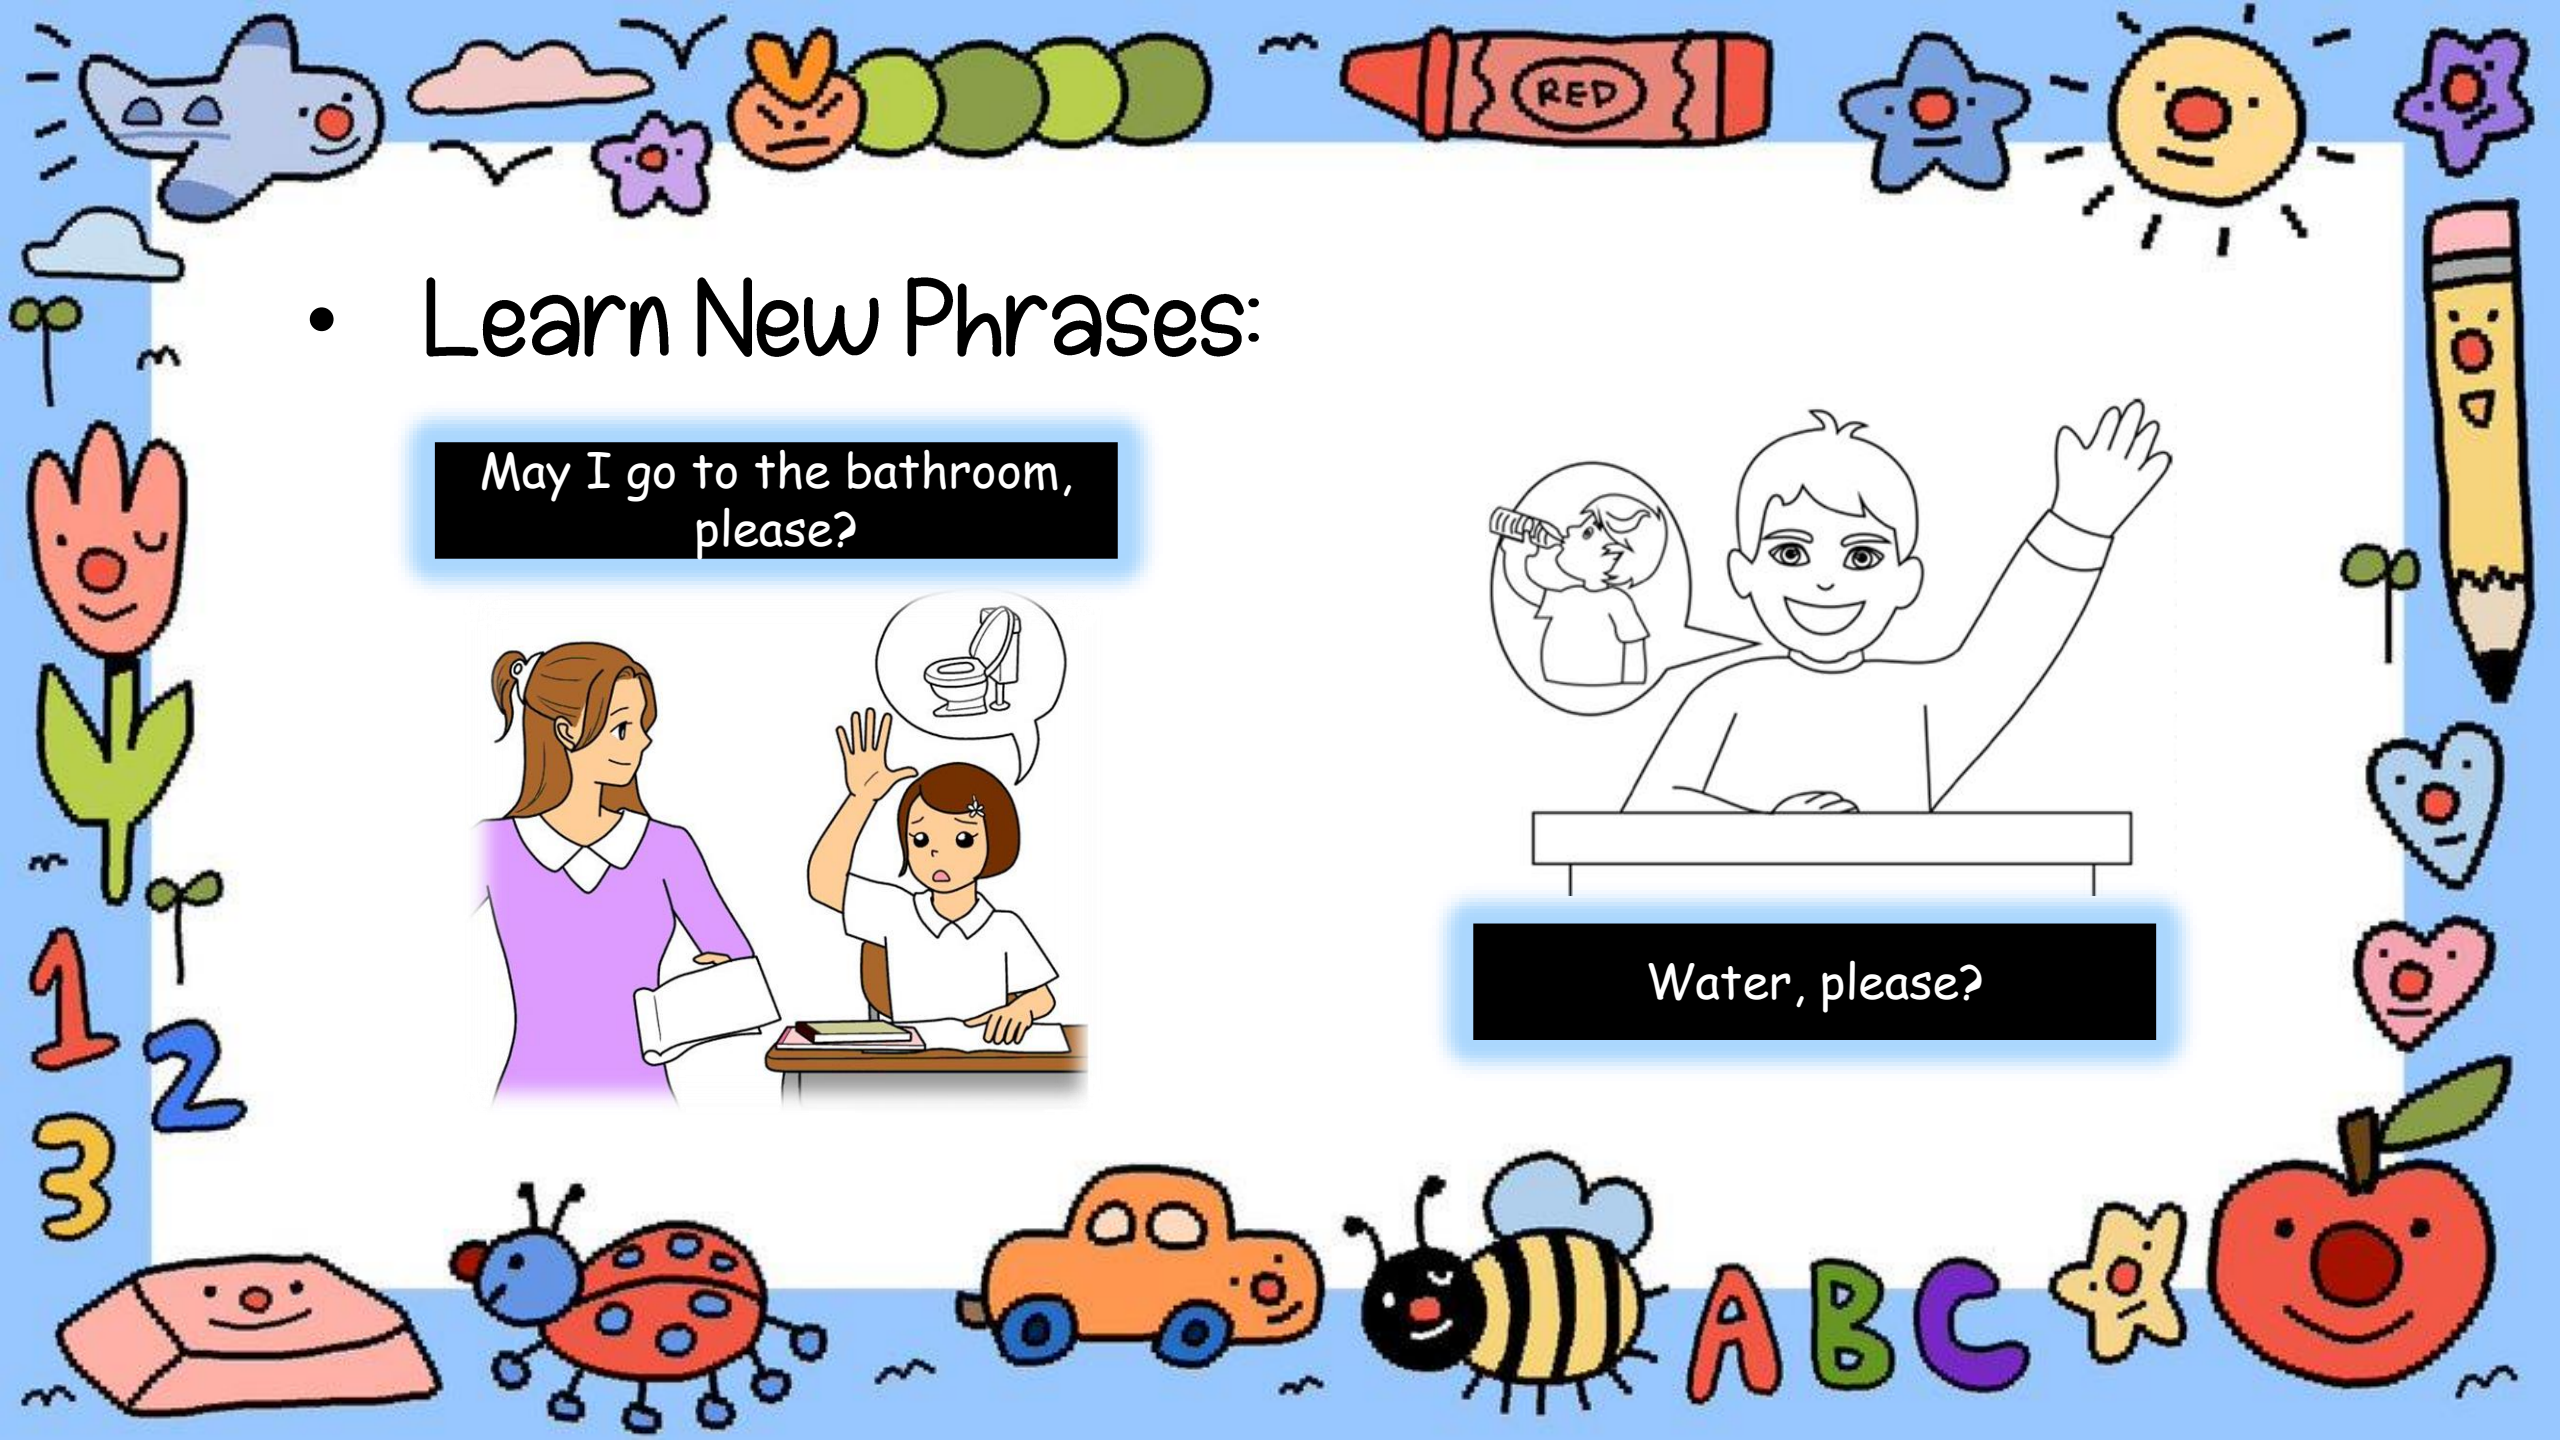 RED
• Learn New Phrases:
May I go to the bathroom,
please?
Water, please?
1
2
3
ABC